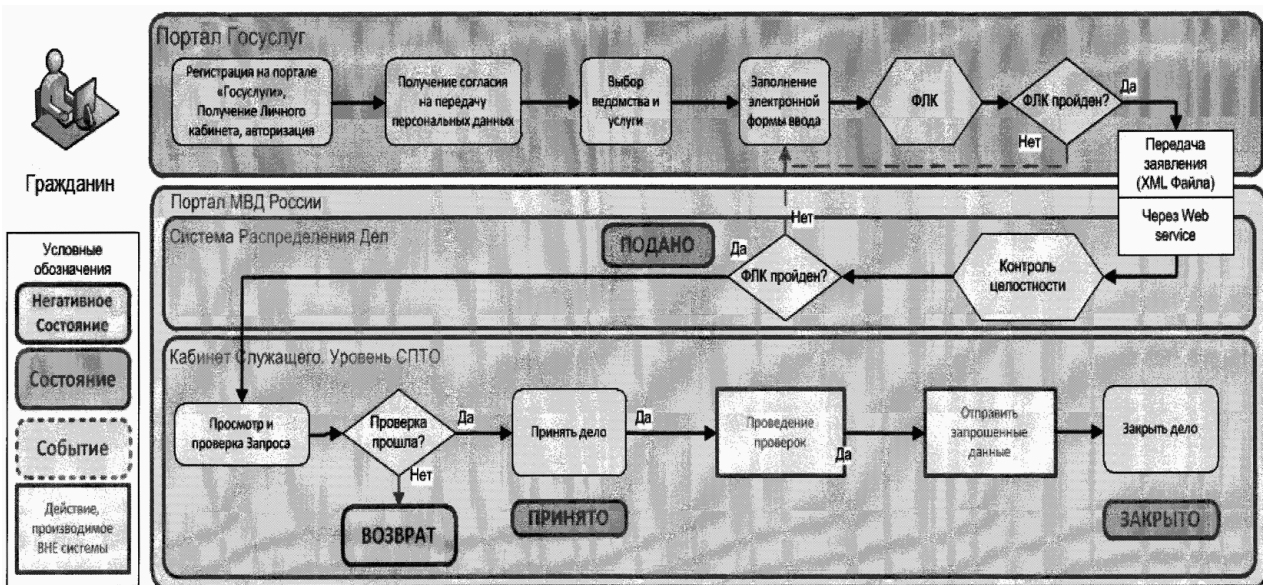 Портал Госуслуг
Регистрация на портале
«Госуслуги»,
Получение Личного
кабинета, авторизация
Получение согласия
на передачу
персональных данных
Выбор
ведомства и
услуги
Заполнение
электронной
формы ввода
ФЛК
ФЛК пройден?
Да
Нет
Передача
заявления
(XML Файла)
Через Web
service
Гражданин
Портал МВД России
Система Распределения Дел
ПОДАНО
Да
Нет
ФЛК пройден?
Контроль
целостности
Условные
обозначения
Негативное
Состояние
Состояние
Событие
Действие,
производимое
ВНЕ системы
Кабинет Служащего. Уровень СПТО
Просмотр и
проверка Запроса
Проверка
прошла?
Да
Нет
ВОЗВРАТ
Принять дело
Да
ПРИНЯТО
Проведение
проверок
Да
Отправить
запрошенные
данные
Закрыть дело
ЗАКРЫТО